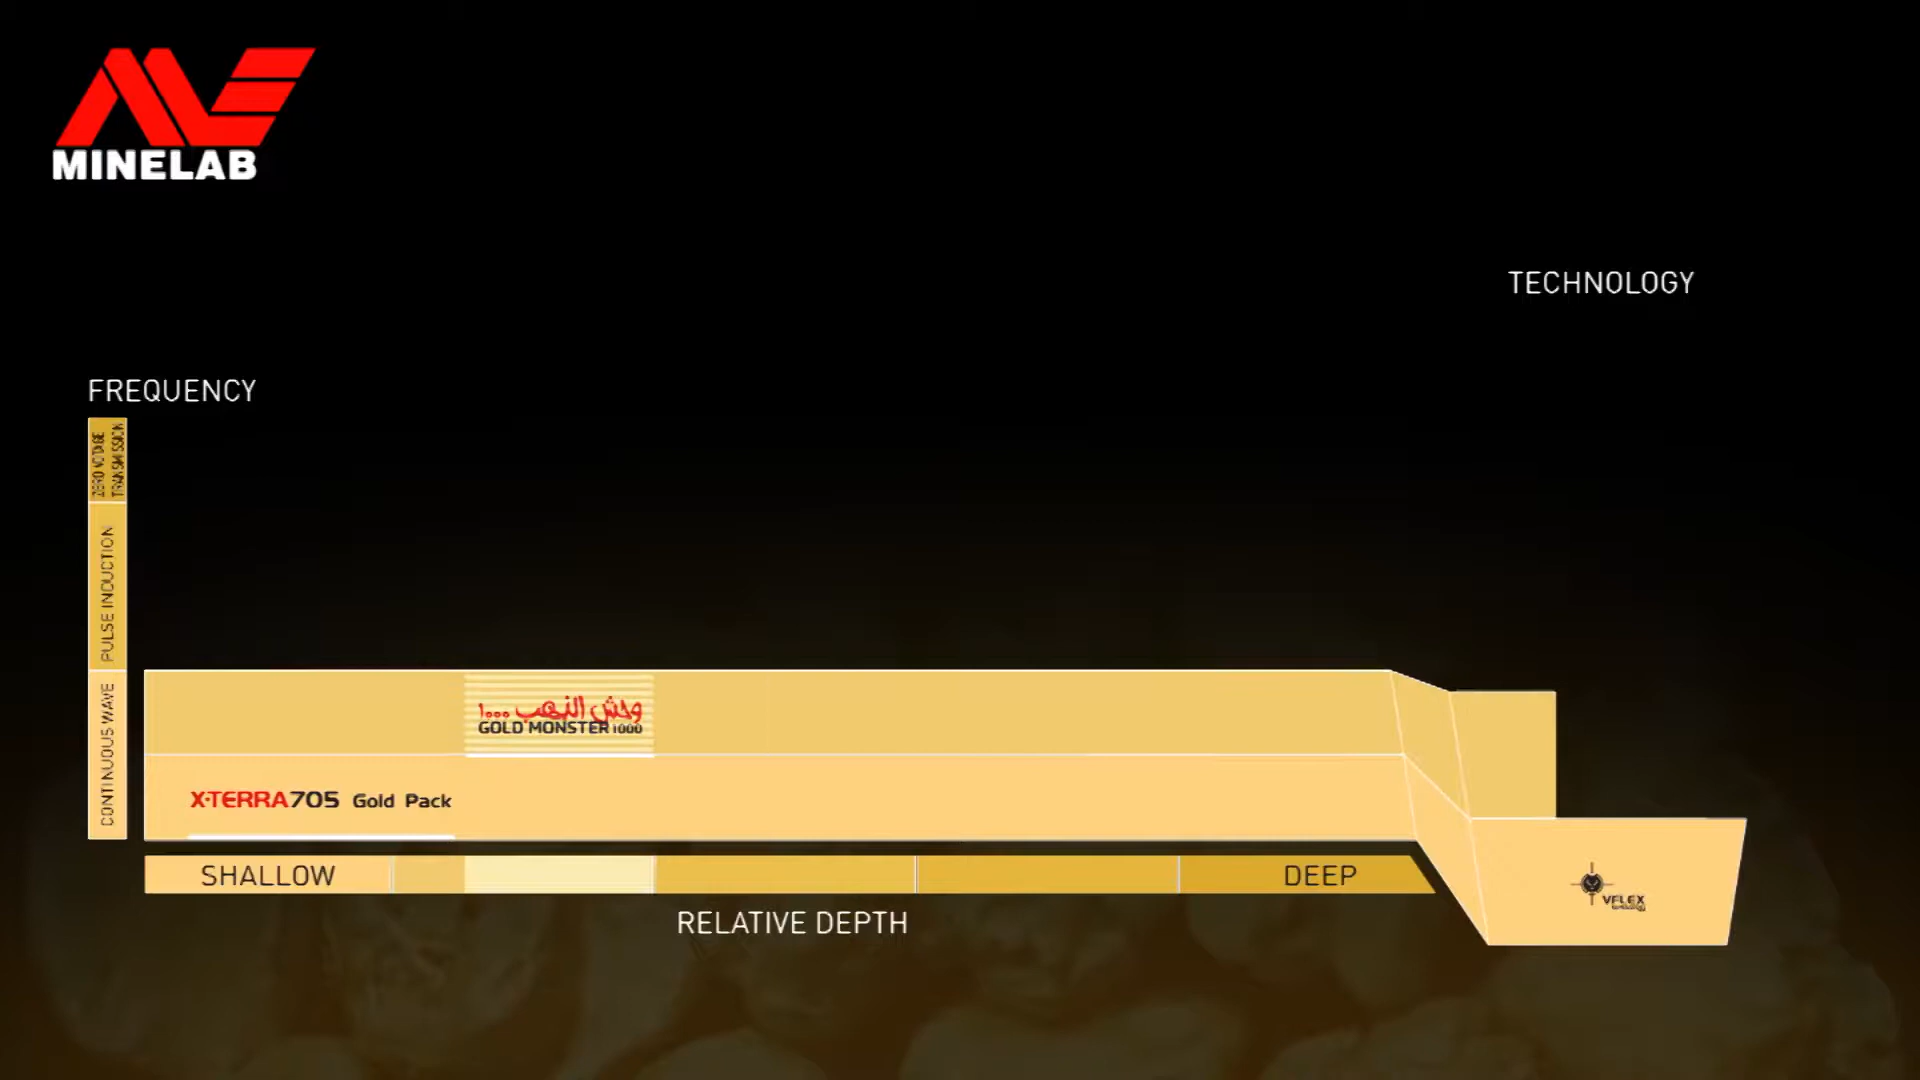 MINELAB
TECHNOLOGY
FREQUENCY
ZERO VOTAGE
TRANSMISSION
PULSE INDUCTION
CONTINUOUS WAVE
وحش الذهب ١٠٠٠
GOLD MONSTER 1000
X-TERRA705 Gold Pack
SHALLOW
DEEP
RELATIVE DEPTH
VFLEX